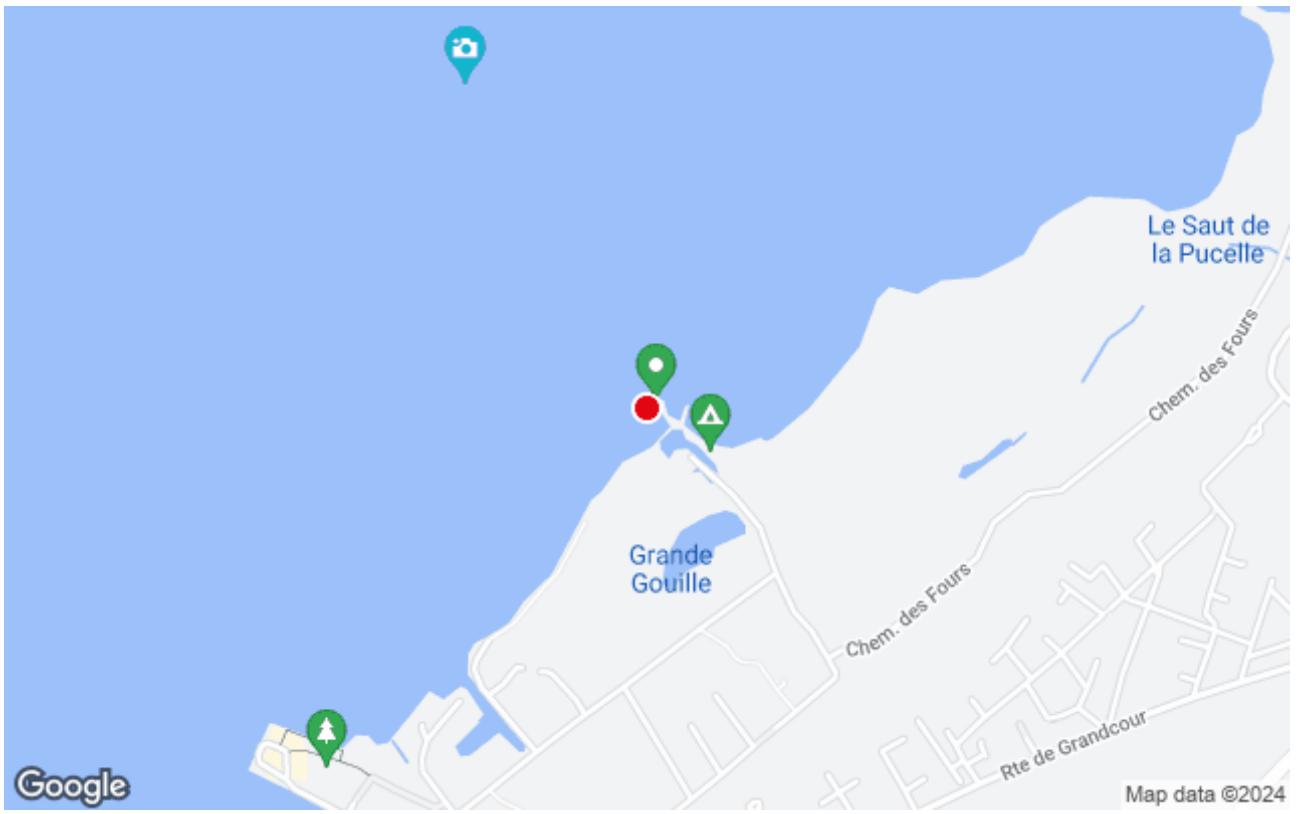 Le Saut de
la Pucelle
Chem. des Fours
Grande
Gouille
Chem. des Fours
Rte de Grandcour
Google
Map data ©2024